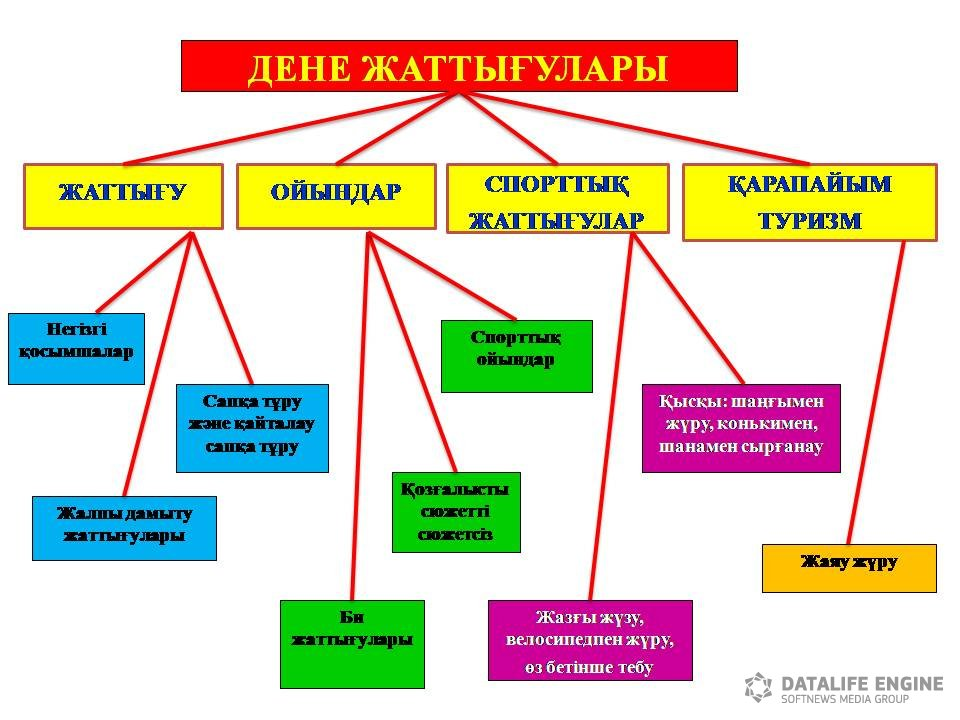 ДЕНЕ ЖАТТЫҒУЛАРЫ
ЖАТТЫҒУ
ОЙЫНДАР
СПОРТТЫҚ
ЖАТТЫҒУЛАР
ҚАРАПАЙЫМ
ТУРИЗМ
Негізгі
қосымшалар
Сапқа тұру
және қайталау
сапқа тұру
Жалпы дамыту
жаттығулары
Спорттық
ойындар
Қозғалысты
сюжетті
сюжетсіз
Би
жаттығулары
Қысқы: шаңғымен
жүру, конькимен,
шанамен сырғанау
Жазғы жүзу,
велосипедпен жүру,
өз бетінше тебу
Жаяу жүру
DATALIFE ENGINE
SOFTNEWS MEDIA GROUP